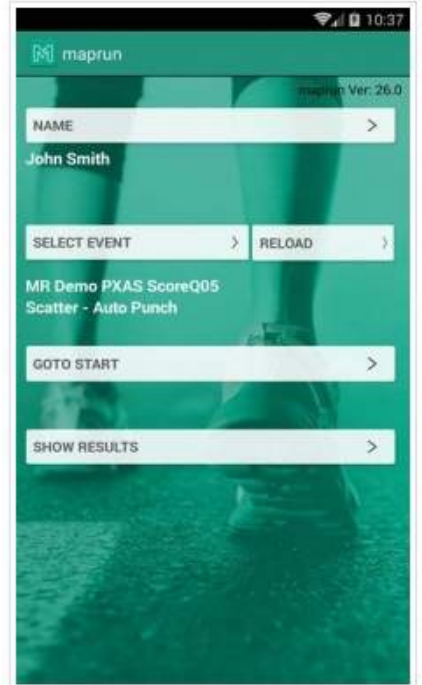 10:37
maprun
maprun Ver: 26.0
NAME >
John Smith
SELECT EVENT > RELOAD >
MR Demo PXAS ScoreQ05
Scatter - Auto Punch
GOTO START >
SHOW RESULTS >